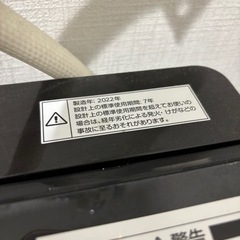 製造年：2022年
設計上の標準使用期間：7年
設計上の標準使用期間を超えてお使いの
場合は、経年劣化による発火・けがなどの
事故に至るおそれがあります。
警告